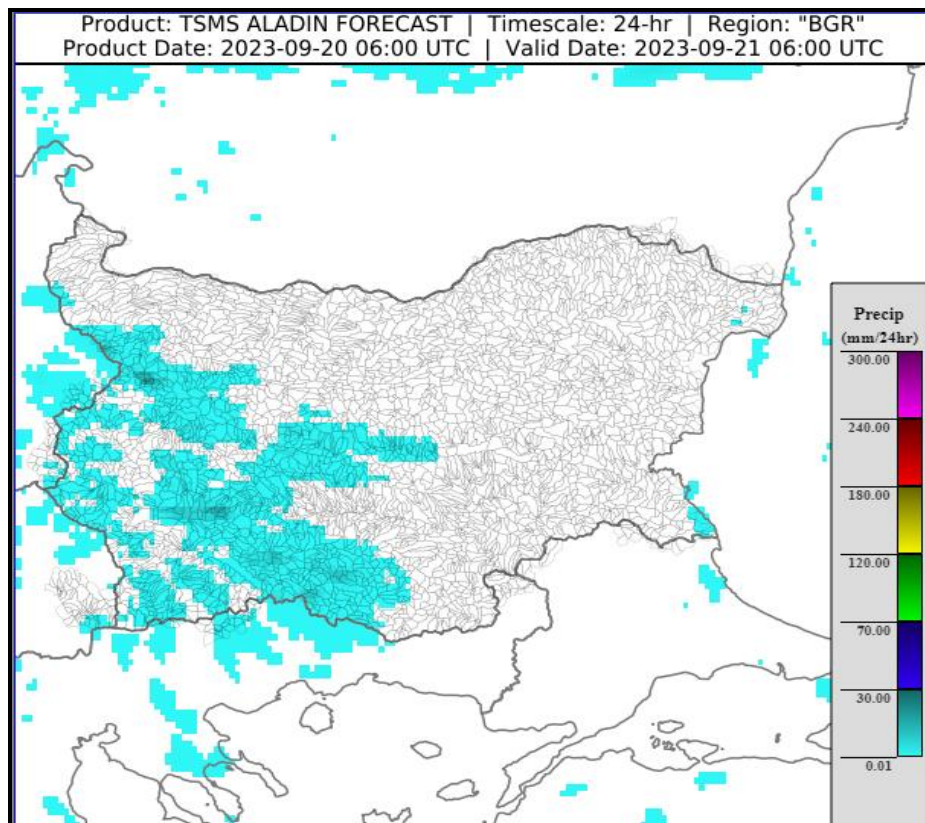 Product: TSMS ALADIN FORECAST | Timescale: 24-hr | Region: "BGR"
Product Date: 2023-09-20 06:00 UTC | Valid Date: 2023-09-21 06:00 UTC
Precip
(mm/24hr)
300.00
240.00
180.00
120.00
70.00
30.00
0.01